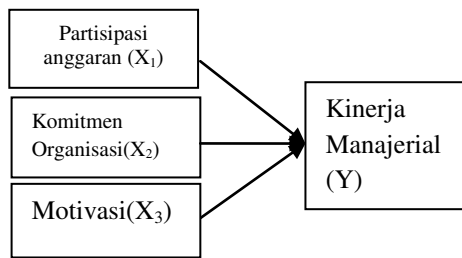 Partisipasi
anggaran (X₁)
Komitmen
Organisasi(X₂)
Motivasi(X₃)
Kinerja
Manajerial
(Y)